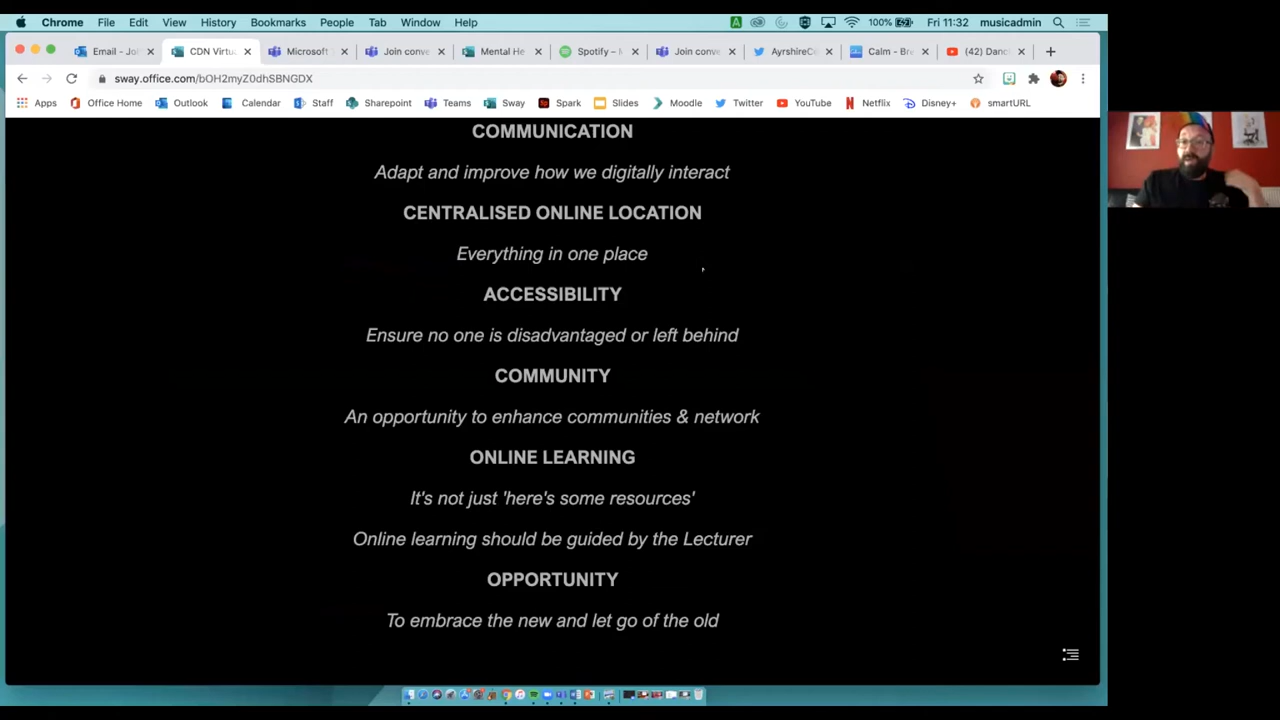 Chrome File Edit View History Bookmarks People Tab Window Help 100% Fri 11:32 musicadmin
Email - Jo CDN Virtu Microsoft Join conve Mental He Spotify – Join conve AyrshireC Calm - Bre (42) Danc
sway.office.com/bOH2myZ0dhSBNGDX
Apps Office Home Outlook Calendar Staff Sharepoint Teams Sway Spark Slides Moodle Twitter YouTube Netflix Disney+ smartURL
COMMUNICATION
Adapt and improve how we digitally interact
CENTRALISED ONLINE LOCATION
Everything in one place
ACCESSIBILITY
Ensure no one is disadvantaged or left behind
COMMUNITY
An opportunity to enhance communities & network
ONLINE LEARNING
It's not just 'here's some resources'
Online learning should be guided by the Lecturer
OPPORTUNITY
To embrace the new and let go of the old